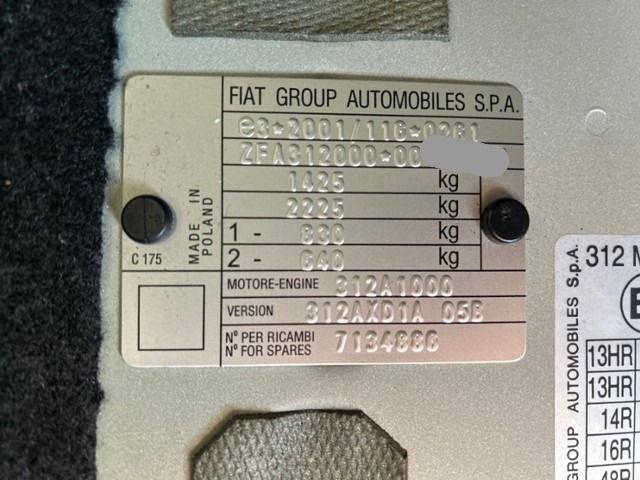 FIAT GROUP AUTOMOBILES S.P.A.
e3*2001/116*0261
ZFA312000*00
1425 kg
2225 kg
1 - 830 kg
2 - 640 kg
MADE IN
POLAND
C 175
MOTORE-ENGINE 312A1000
VERSION 312AXD1A 05B
Nº PER RICAMBI
Nº FOR SPARES 7134886
312
GROUP AUTOMOBILES S.p.A.
13HR
13HR
14R
16R